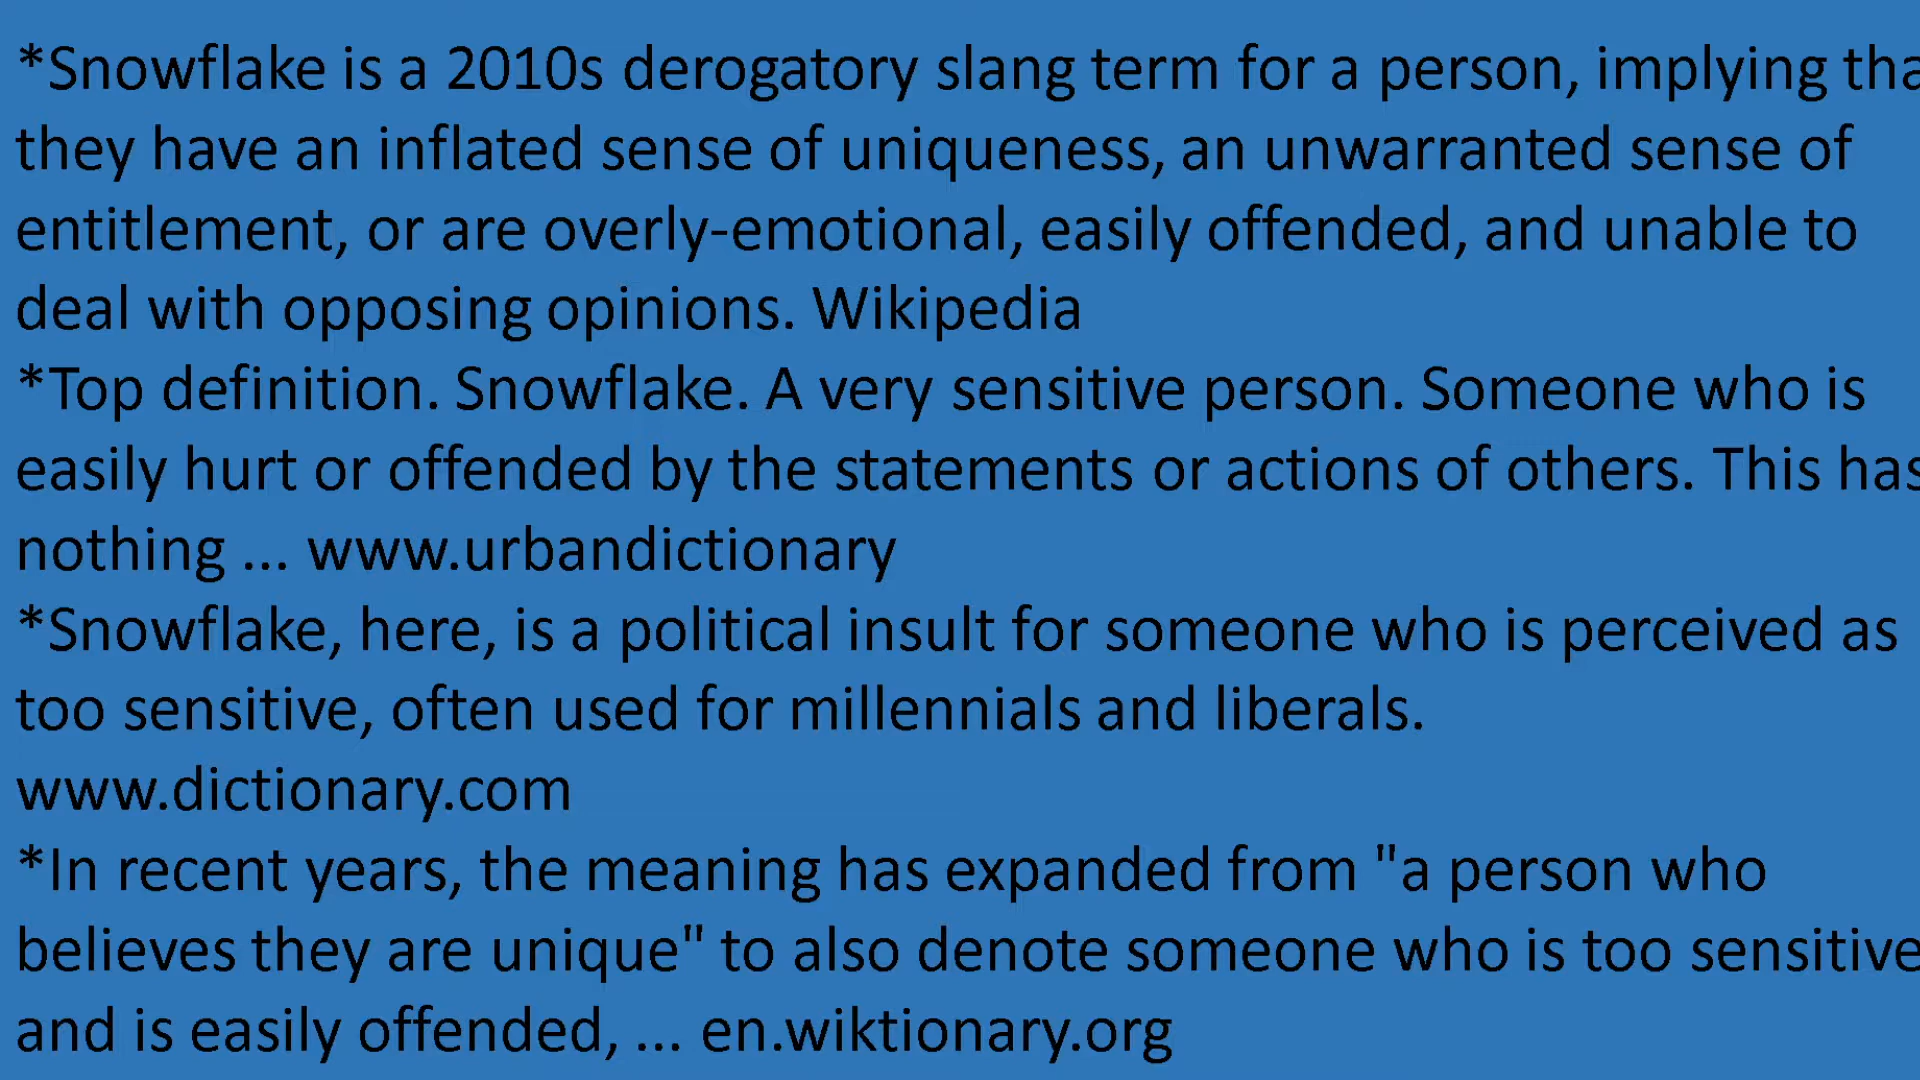 *Snowflake is a 2010s derogatory slang term for a person, implying tha
they have an inflated sense of uniqueness, an unwarranted sense of
entitlement, or are overly-emotional, easily offended, and unable to
deal with opposing opinions. Wikipedia
*Top definition. Snowflake. A very sensitive person. Someone who is
easily hurt or offended by the statements or actions of others. This has
nothing ... www.urbandictionary
*Snowflake, here, is a political insult for someone who is perceived as
too sensitive, often used for millennials and liberals.
www.dictionary.com
*In recent years, the meaning has expanded from "a person who
believes they are unique" to also denote someone who is too sensitive
and is easily offended, ... en.wiktionary.org